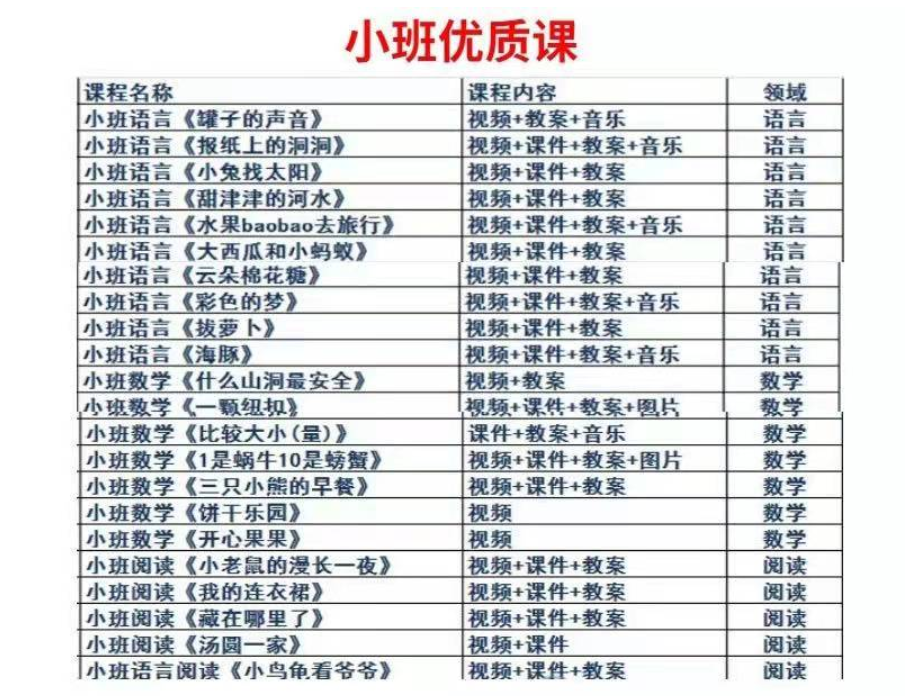 小班优质课
课程名称 课程内容 领域
小班语言《罐子的声音》 视频+教案+音乐 语言
小班语言《报纸上的洞洞》 视频+课件+教案+音乐 语言
小班语言《小兔找太阳》 视频+课件+教案 语言
小班语言《甜津津的河水》 视频+课件+教案 语言
小班语言《水果baobao去旅行》 视频+课件+教案+音乐 语言
小班语言《大西瓜和小蚂蚁》 视频+课件+教案 语言
小班语言《云朵棉花糖》 视频+课件+教案 语言
小班语言《彩色的梦》 视频+课件+教案+音乐 语言
小班语言《拔萝卜》 视频+课件+教案 语言
小班语言《海豚》 视频+课件+教案+音乐 语言
小班数学《什么山洞最安全》 视频+教案 数学
小班数学《一颗纽扣》 视频+课件+教案+图片 数学
小班数学《比较大小(量)》 课件+教案+音乐 数学
小班数学《1是蜗牛10是螃蟹》 视频+课件+教案+图片 数学
小班数学《三只小熊的早餐》 视频+课件+教案 数学
小班数学《饼干乐园》 视频 数学
小班数学《开心果果》 视频 数学
小班阅读《小老鼠的漫长一夜》 视频+课件+教案 阅读
小班阅读《我的连衣裙》 视频+课件+教案 阅读
小班阅读《藏在哪里了》 视频+课件+教案 阅读
小班阅读《汤圆一家》 视频+课件 阅读
小班语言阅读《小鸟龟看爷爷》 视频+课件+教案 阅读